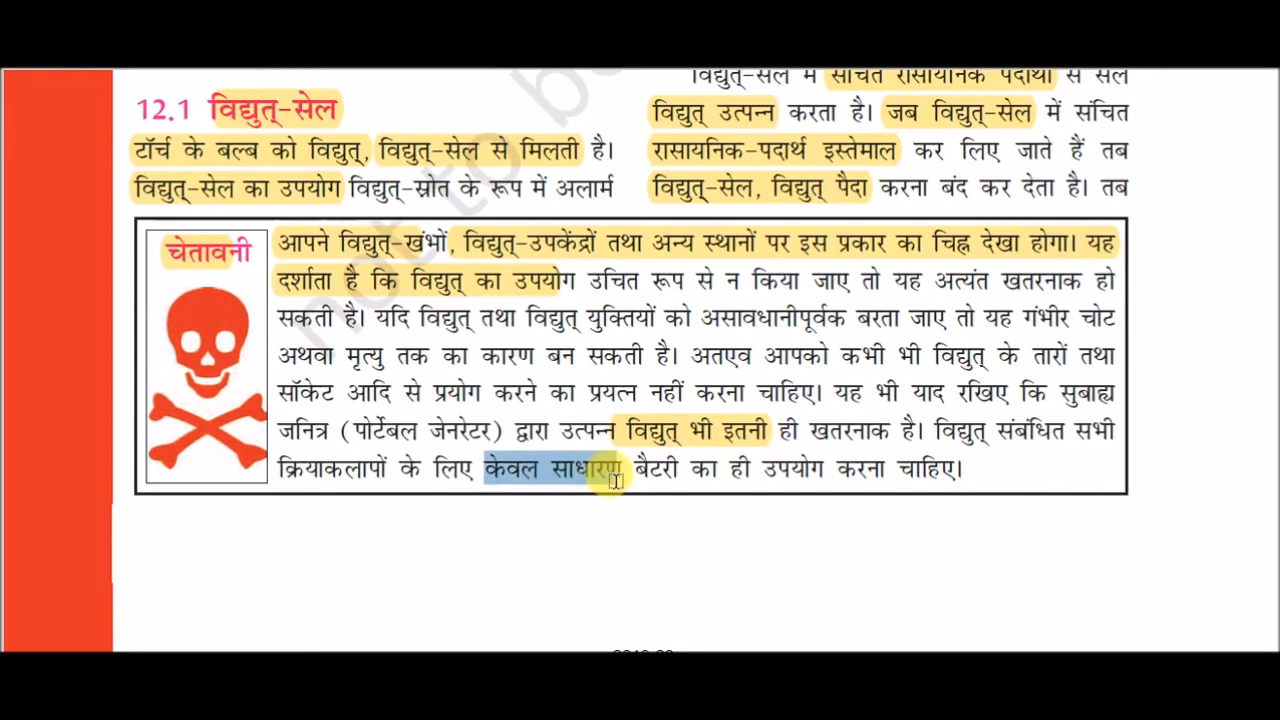 12.1 विद्युत्-सेल
टॉर्च के बल्ब को विद्युत्, विद्युत्-सेल से मिलती है।
विद्युत्-सेल का उपयोग विद्युत्-स्रोत के रूप में अलार्म
विद्युत्-सेल में संचित रासायनिक पदार्थों से सेल
विद्युत् उत्पन्न करता है। जब विद्युत्-सेल में संचित
रासायनिक-पदार्थ इस्तेमाल कर लिए जाते हैं तब
विद्युत्-सेल, विद्युत् पैदा करना बंद कर देता है। तब
चेतावनी
आपने विद्युत्-खंभों, विद्युत्-उपकेंद्रों तथा अन्य स्थानों पर इस प्रकार का चिह्न देखा होगा। यह
दर्शाता है कि विद्युत् का उपयोग उचित रूप से न किया जाए तो यह अत्यंत खतरनाक हो
सकती है। यदि विद्युत् तथा विद्युत् युक्तियों को असावधानीपूर्वक बरता जाए तो यह गंभीर चोट
अथवा मृत्यु तक का कारण बन सकती है। अतएव आपको कभी भी विद्युत् के तारों तथा
सॉकेट आदि से प्रयोग करने का प्रयत्न नहीं करना चाहिए। यह भी याद रखिए कि सुबाह्य
जनित्र (पोर्टेबल जेनरेटर) द्वारा उत्पन्न विद्युत् भी इतनी ही खतरनाक है। विद्युत् संबंधित सभी
क्रियाकलापों के लिए केवल साधारण बैटरी का ही उपयोग करना चाहिए।
not to be